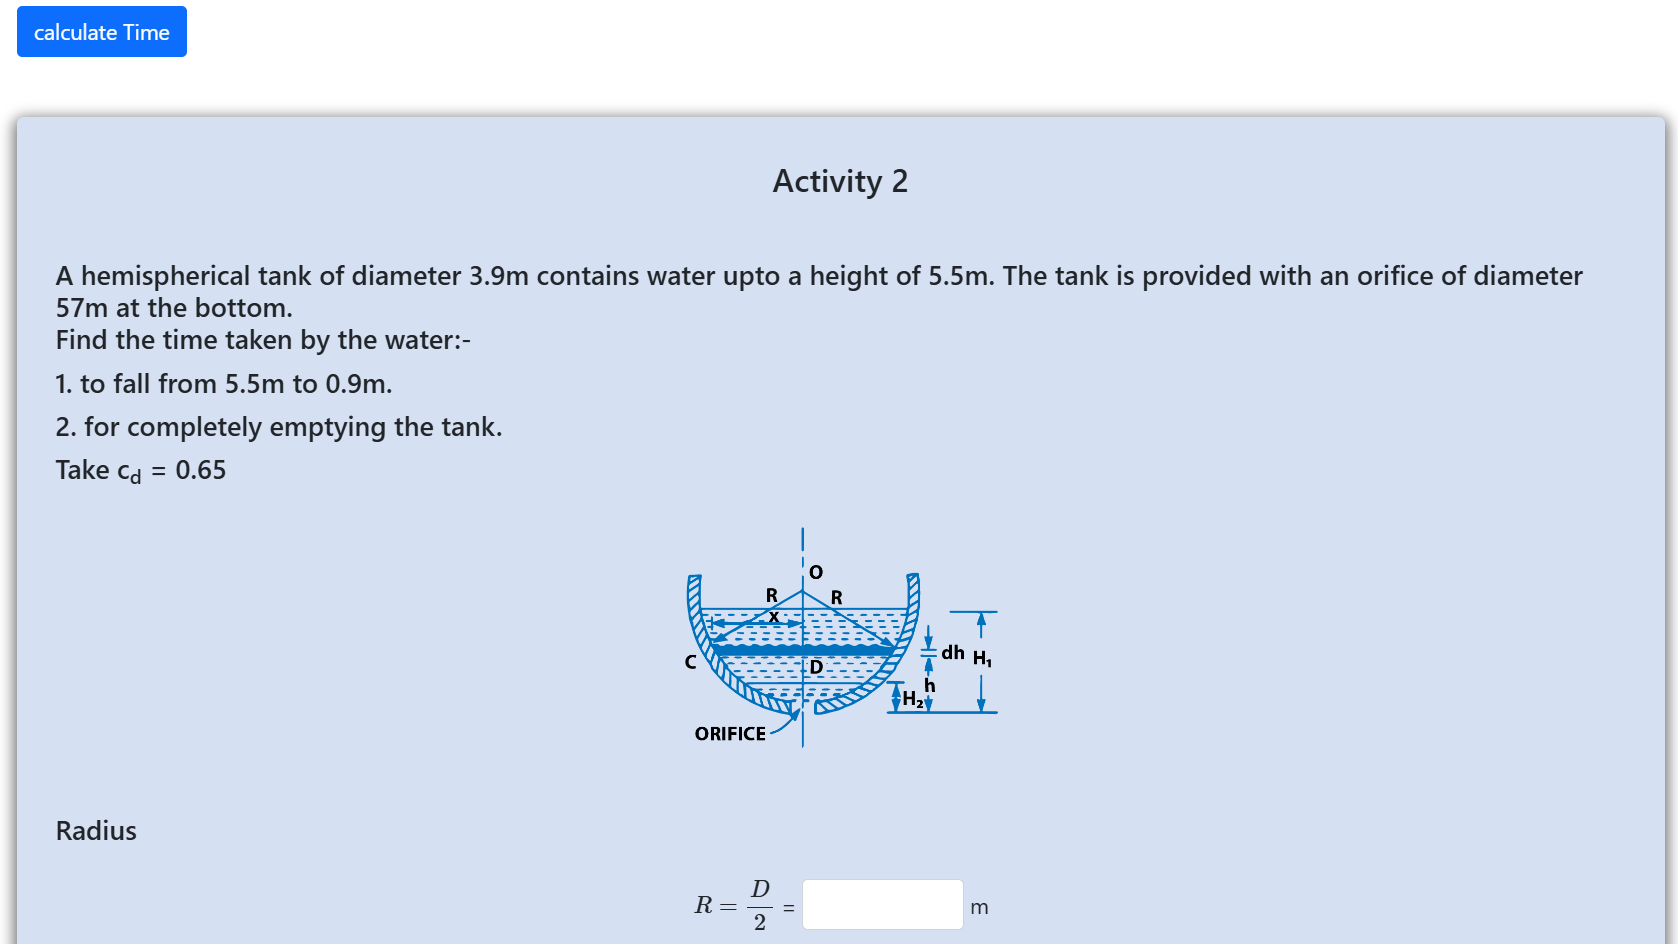 calculate Time
Activity 2
A hemispherical tank of diameter 3.9m contains water upto a height of 5.5m. The tank is provided with an orifice of diameter
57m at the bottom.
Find the time taken by the water:-
1. to fall from 5.5m to 0.9m.
2. for completely emptying the tank.
Take c_d = 0.65
O
R
R
x
C
D
dh
H₁
h
H₂
ORIFICE
Radius
R = D/2 = m